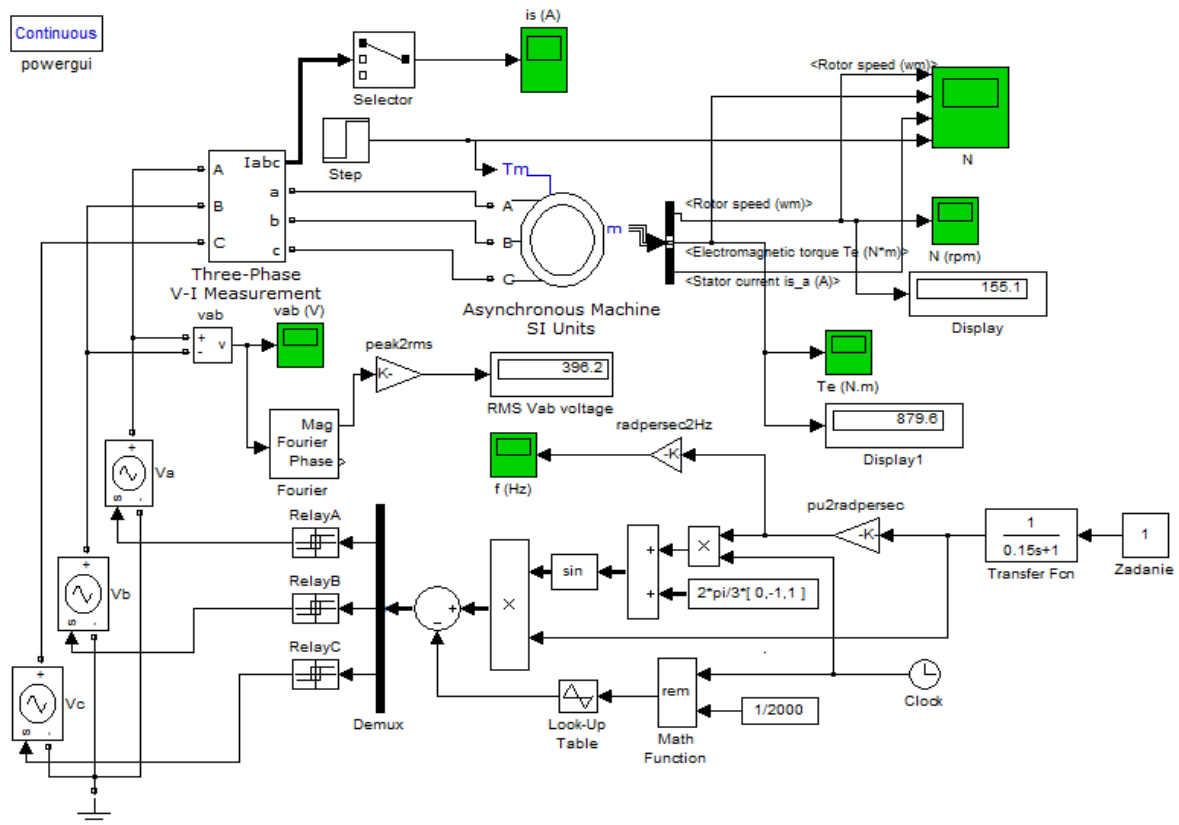 Continuous
powergui
is (A)
Selector
<Rotor speed (wm)>
N
Step
Iabc
A
a
B
b
C
c
Three-Phase
V-I Measurement
Tm
A
B
C
m
Asynchronous Machine
SI Units
<Rotor speed (wm)>
<Electromagnetic torque Te (N*m)>
<Stator current is_a (A)>
N (rpm)
155.1
Display
vab
+
-
v
vab (V)
peak2rms
K-
396.2
RMS Vab voltage
Te (N.m)
879.6
Display1
Mag
Fourier
Phase
Fourier
radpersec2Hz
-K
f (Hz)
+
s
-
Va
+
s
-
Vb
+
s
-
Vc
RelayA
RelayB
RelayC
Demux
+
−
×
sin
+
+
×
2*pi/3*[ 0,-1,1 ]
pu2radpersec
-K-
1
0.15s+1
Transfer Fcn
1
Zadanie
Look-Up
Table
rem
Math
Function
1/2000
Clock